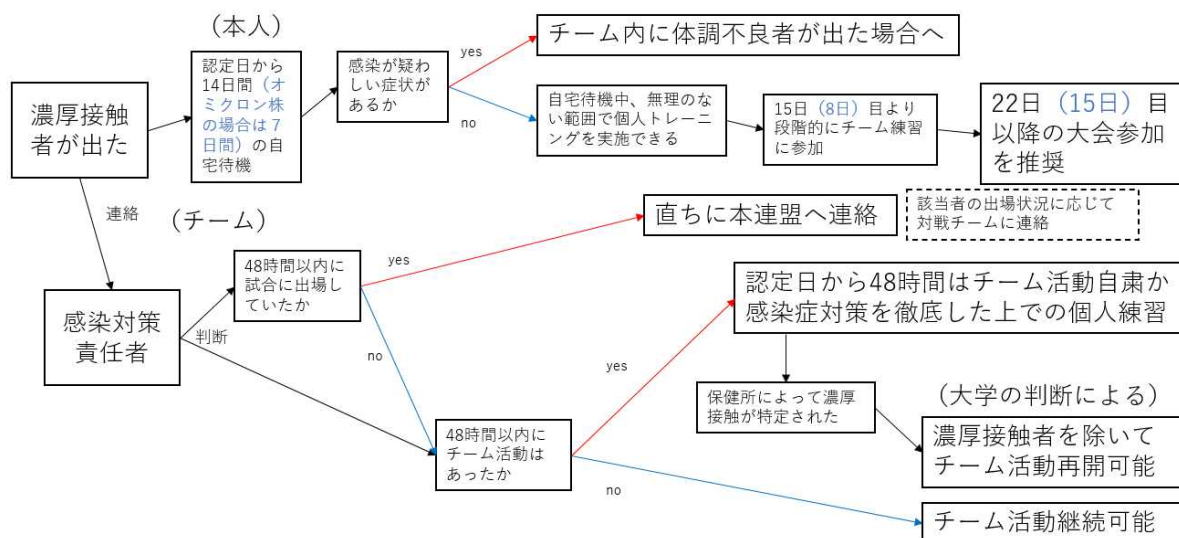 （本人）
濃厚接触
者が出た
認定日から
14日間（オ
ミクロン株
の場合は７
日間）の自
宅待機
感染が疑わ
しい症状が
あるか
yes
チーム内に体調不良者が出た場合へ
no
自宅待機中、無理のな
い範囲で個人トレーニ
ングを実施できる
15日（8日）目より
段階的にチーム練習
に参加
22日（15日）目
以降の大会参加
を推奨
連絡
（チーム）
感染対策
責任者
判断
48時間以内に
試合に出場し
ていたか
yes
直ちに本連盟へ連絡
該当者の出場状況に応じて
対戦チームに連絡
no
48時間以内に
チーム活動は
あったか
yes
認定日から48時間はチーム活動自粛か
感染症対策を徹底した上での個人練習
保健所によって濃厚
接触が特定された
（大学の判断による）
濃厚接触者を除いて
チーム活動再開可能
no
チーム活動継続可能